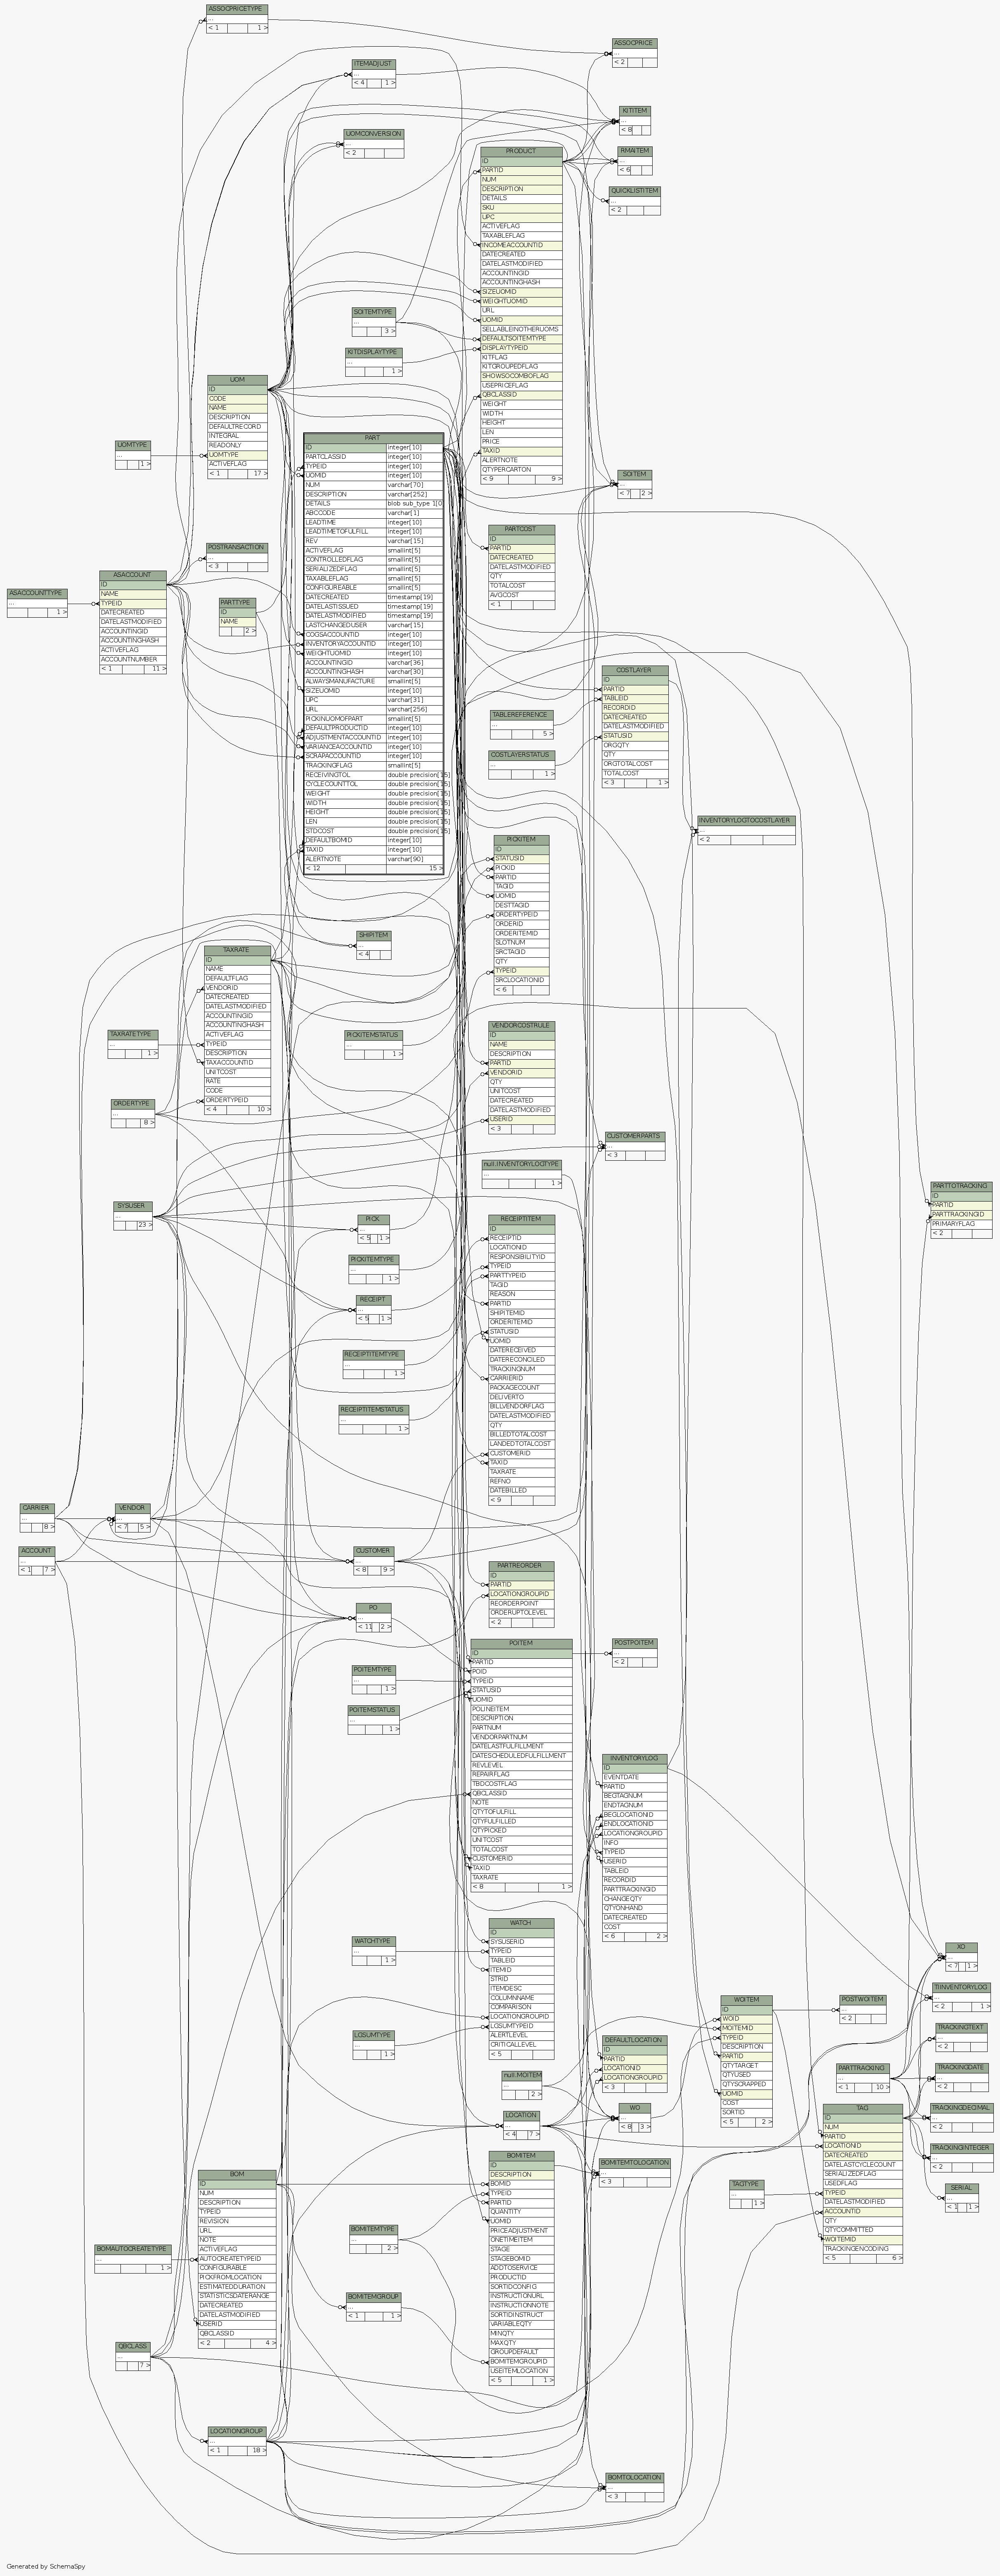 ASSOCPRICETYPE
...
< 1 1 >
ASSOCPRICE
...
< 2
ITEMADJUST
...
< 4 1 >
KITITEM
...
< 8
UOMCONVERSION
...
< 2
RMAITEM
...
< 6
QUICKLISTITEM
...
< 2
PRODUCT
ID
PARTID
NUM
DESCRIPTION
DETAILS
SKU
UPC
ACTIVEFLAG
TAXABLEFLAG
INCOMEACCOUNTID
DATECREATED
DATELASTMODIFIED
ACCOUNTINGID
ACCOUNTINGHASH
SIZEUOMID
WEIGHTUOMID
URL
UOMID
SELLABLEINOTHERUOMS
DEFAULTSOITEMTYPE
DISPLAYTYPEID
KITFLAG
KITGROUPEDFLAG
SHOWSOCOMBOFLAG
USEPRICEFLAG
QBCLASSID
WEIGHT
WIDTH
HEIGHT
LEN
PRICE
TAXID
ALERTNOTE
QTYPERCARTON
< 9 9 >
SOITEMTYPE
...
3 >
KITDISPLAYTYPE
...
1 >
UOM
ID
CODE
NAME
DESCRIPTION
DEFAULTRECORD
INTEGRAL
READONLY
UOMTYPE
ACTIVEFLAG
< 1 17 >
UOMTYPE
...
1 >
SOITEM
...
< 7 2 >
PART
ID integer[10]
PARTCLASSID integer[10]
TYPEID integer[10]
UOMID integer[10]
NUM varchar[70]
DESCRIPTION varchar[252]
DETAILS blob sub_type 1[0]
ABCCODE varchar[1]
LEADTIME integer[10]
LEADTIMETOFULFILL integer[10]
REV varchar[15]
ACTIVEFLAG smallint[5]
CONTROLLEDFLAG smallint[5]
SERIALIZEDFLAG smallint[5]
TAXABLEFLAG smallint[5]
CONFIGUREABLE smallint[5]
DATECREATED timestamp[19]
DATELASTISSUED timestamp[19]
DATELASTMODIFIED timestamp[19]
LASTCHANGEDUSER varchar[15]
COGSACCOUNTID integer[10]
INVENTORYACCOUNTID integer[10]
WEIGHTUOMID integer[10]
ACCOUNTINGID varchar[36]
ACCOUNTINGHASH varchar[30]
ALWAYSMANUFACTURE smallint[5]
SIZEUOMID integer[10]
UPC varchar[31]
URL varchar[256]
PICKINUOMOFPART smallint[5]
DEFAULTPRODUCTID integer[10]
ADJUSTMENTACCOUNTID integer[10]
VARIANCEACCOUNTID integer[10]
SCRAPACCOUNTID integer[10]
TRACKINGFLAG smallint[5]
RECEIVINGTOL double precision[15]
CYCLECOUNTTOL double precision[15]
WEIGHT double precision[15]
WIDTH double precision[15]
HEIGHT double precision[15]
LEN double precision[15]
STDCOST double precision[15]
DEFAULTBOMID integer[10]
TAXID integer[10]
ALERTNOTE varchar[90]
< 12 15 >
PARTCOST
ID
PARTID
DATECREATED
DATELASTMODIFIED
QTY
TOTALCOST
AVGCOST
< 1
POSTRANSACTION
...
< 3
ASACCOUNT
ID
NAME
TYPEID
DATECREATED
DATELASTMODIFIED
ACCOUNTINGID
ACCOUNTINGHASH
ACTIVEFLAG
ACCOUNTNUMBER
< 1 11 >
ASACCOUNTTYPE
...
1 >
PARTTYPE
ID
NAME
2 >
COSTLAYER
ID
PARTID
TABLEID
RECORDID
DATECREATED
DATELASTMODIFIED
STATUSID
ORGQTY
QTY
ORGTOTALCOST
TOTALCOST
< 3 1 >
TABLEREFERENCE
...
5 >
COSTLAYERSTATUS
...
1 >
INVENTORYLOGTOCOSTLAYER
...
< 2
PICKITEM
ID
STATUSID
PICKID
PARTID
TAGID
UOMID
DESTTAGID
ORDERTYPEID
ORDERID
ORDERITEMID
SLOTNUM
SRCTAGID
QTY
TYPEID
SRCLOCATIONID
< 6
SHIPITEM
...
< 4
TAXRATE
ID
NAME
DEFAULTFLAG
VENDORID
DATECREATED
DATELASTMODIFIED
ACCOUNTINGID
ACCOUNTINGHASH
ACTIVEFLAG
TYPEID
DESCRIPTION
TAXACCOUNTID
UNITCOST
RATE
CODE
ORDERTYPEID
< 4 10 >
TAXRATETYPE
...
1 >
PICKITEMSTATUS
...
1 >
VENDORCOSTRULE
ID
NAME
DESCRIPTION
PARTID
VENDORID
QTY
UNITCOST
DATECREATED
DATELASTMODIFIED
USERID
< 3
ORDERTYPE
...
8 >
CUSTOMERPARTS
...
< 3
null.INVENTORYLOGTYPE
...
1 >
PARTTOTRACKING
ID
PARTID
PARTTRACKINGID
PRIMARYFLAG
< 2
SYSUSER
...
23 >
PICK
...
< 5 1 >
PICKITEMTYPE
...
1 >
RECEIPT
...
< 5 1 >
RECEIPTITEMTYPE
...
1 >
RECEIPTITEMSTATUS
...
1 >
RECEIPTITEM
ID
RECEIPTID
LOCATIONID
RESPONSIBILITYID
TYPEID
PARTTYPEID
TAGID
REASON
PARTID
SHIPITEMID
ORDERITEMID
STATUSID
UOMID
DATERECEIVED
DATERECONCILED
TRACKINGNUM
CARRIERID
PACKAGECOUNT
DELIVERTO
BILLVENDORFLAG
DATELASTMODIFIED
QTY
BILLEDTOTALCOST
LANDEDTOTALCOST
CUSTOMERID
TAXID
TAXRATE
REFNO
DATEBILLED
< 9
CARRIER
...
8 >
VENDOR
...
< 7 5 >
ACCOUNT
...
< 1 7 >
CUSTOMER
...
< 8 9 >
PARTREORDER
ID
PARTID
LOCATIONGROUPID
REORDERPOINT
ORDERUPTOLEVEL
< 2
PO
...
< 11 2 >
POITEM
ID
PARTID
POID
TYPEID
STATUSID
UOMID
POLINEITEM
DESCRIPTION
PARTNUM
VENDORPARTNUM
DATELASTFULFILLMENT
DATESCHEDULEDFULFILLMENT
REVLEVEL
REPAIRFLAG
TBDCOSTFLAG
QBCLASSID
NOTE
QTYTOFULFILL
QTYFULFILLED
QTYPICKED
UNITCOST
TOTALCOST
CUSTOMERID
TAXID
TAXRATE
< 8 1 >
POSTPOITEM
...
< 2
POITEMTYPE
...
1 >
POITEMSTATUS
...
1 >
INVENTORYLOG
ID
EVENTDATE
PARTID
BEGTAGNUM
ENDTAGNUM
BEGLOCATIONID
ENDLOCATIONID
LOCATIONGROUPID
INFO
TYPEID
USERID
TABLEID
RECORDID
PARTTRACKINGID
CHANGEQTY
QTYONHAND
DATECREATED
COST
< 6 2 >
WATCH
ID
SYSUSERID
TYPEID
TABLEID
ITEMID
STRID
ITEMDESC
COLUMNNAME
COMPARISON
LOCATIONGROUPID
LOSUMTYPEID
ALERTLEVEL
CRITICALLEVEL
< 5
WATCHTYPE
...
1 >
LOSUMTYPE
...
1 >
XO
...
< 7 1 >
TIINVENTORYLOG
...
< 2 1 >
WOITEM
ID
WOID
MOITEMID
TYPEID
DESCRIPTION
PARTID
QTYTARGET
QTYUSED
QTYSCRAPPED
UOMID
COST
SORTID
< 5 2 >
POSTWOITEM
...
< 2
TRACKINGTEXT
...
< 2
DEFAULTLOCATION
ID
PARTID
LOCATIONID
LOCATIONGROUPID
< 3
PARTTRACKING
...
< 1 10 >
TRACKINGDATE
...
< 2
null.MOITEM
...
2 >
WO
...
< 8 3 >
TAG
ID
NUM
PARTID
LOCATIONID
DATECREATED
DATELASTCYCLECOUNT
SERIALIZEDFLAG
USEDFLAG
TYPEID
DATELASTMODIFIED
ACCOUNTID
QTY
QTYCOMMITTED
WOITEMID
TRACKINGENCODING
< 5 6 >
TRACKINGDECIMAL
...
< 2
LOCATION
...
< 4 7 >
TRACKINGINTEGER
...
< 2
BOMITEM
ID
DESCRIPTION
BOMID
TYPEID
PARTID
QUANTITY
UOMID
PRICEADJUSTMENT
ONETIMEITEM
STAGE
STAGEBOMID
ADDTOSERVICE
PRODUCTID
SORTIDCONFIG
INSTRUCTIONURL
INSTRUCTIONNOTE
SORTIDINSTRUCT
VARIABLEQTY
MINQTY
MAXQTY
GROUPDEFAULT
BOMITEMGROUPID
USEITEMLOCATION
< 5 1 >
BOMITEMTOLOCATION
...
< 3
TAGTYPE
...
1 >
SERIAL
...
< 1 1 >
BOM
ID
NUM
DESCRIPTION
TYPEID
REVISION
URL
NOTE
ACTIVEFLAG
AUTOCREATETYPEID
CONFIGURABLE
PICKFROMLOCATION
ESTIMATEDDURATION
STATISTICSDATERANGE
DATECREATED
DATELASTMODIFIED
USERID
QBCLASSID
< 2 4 >
BOMITEMTYPE
...
2 >
BOMAUTOCREATETYPE
...
1 >
BOMITEMGROUP
...
< 1 1 >
QBCLASS
...
7 >
LOCATIONGROUP
...
< 1 18 >
BOMTOLOCATION
...
< 3
Generated by SchemaSpy